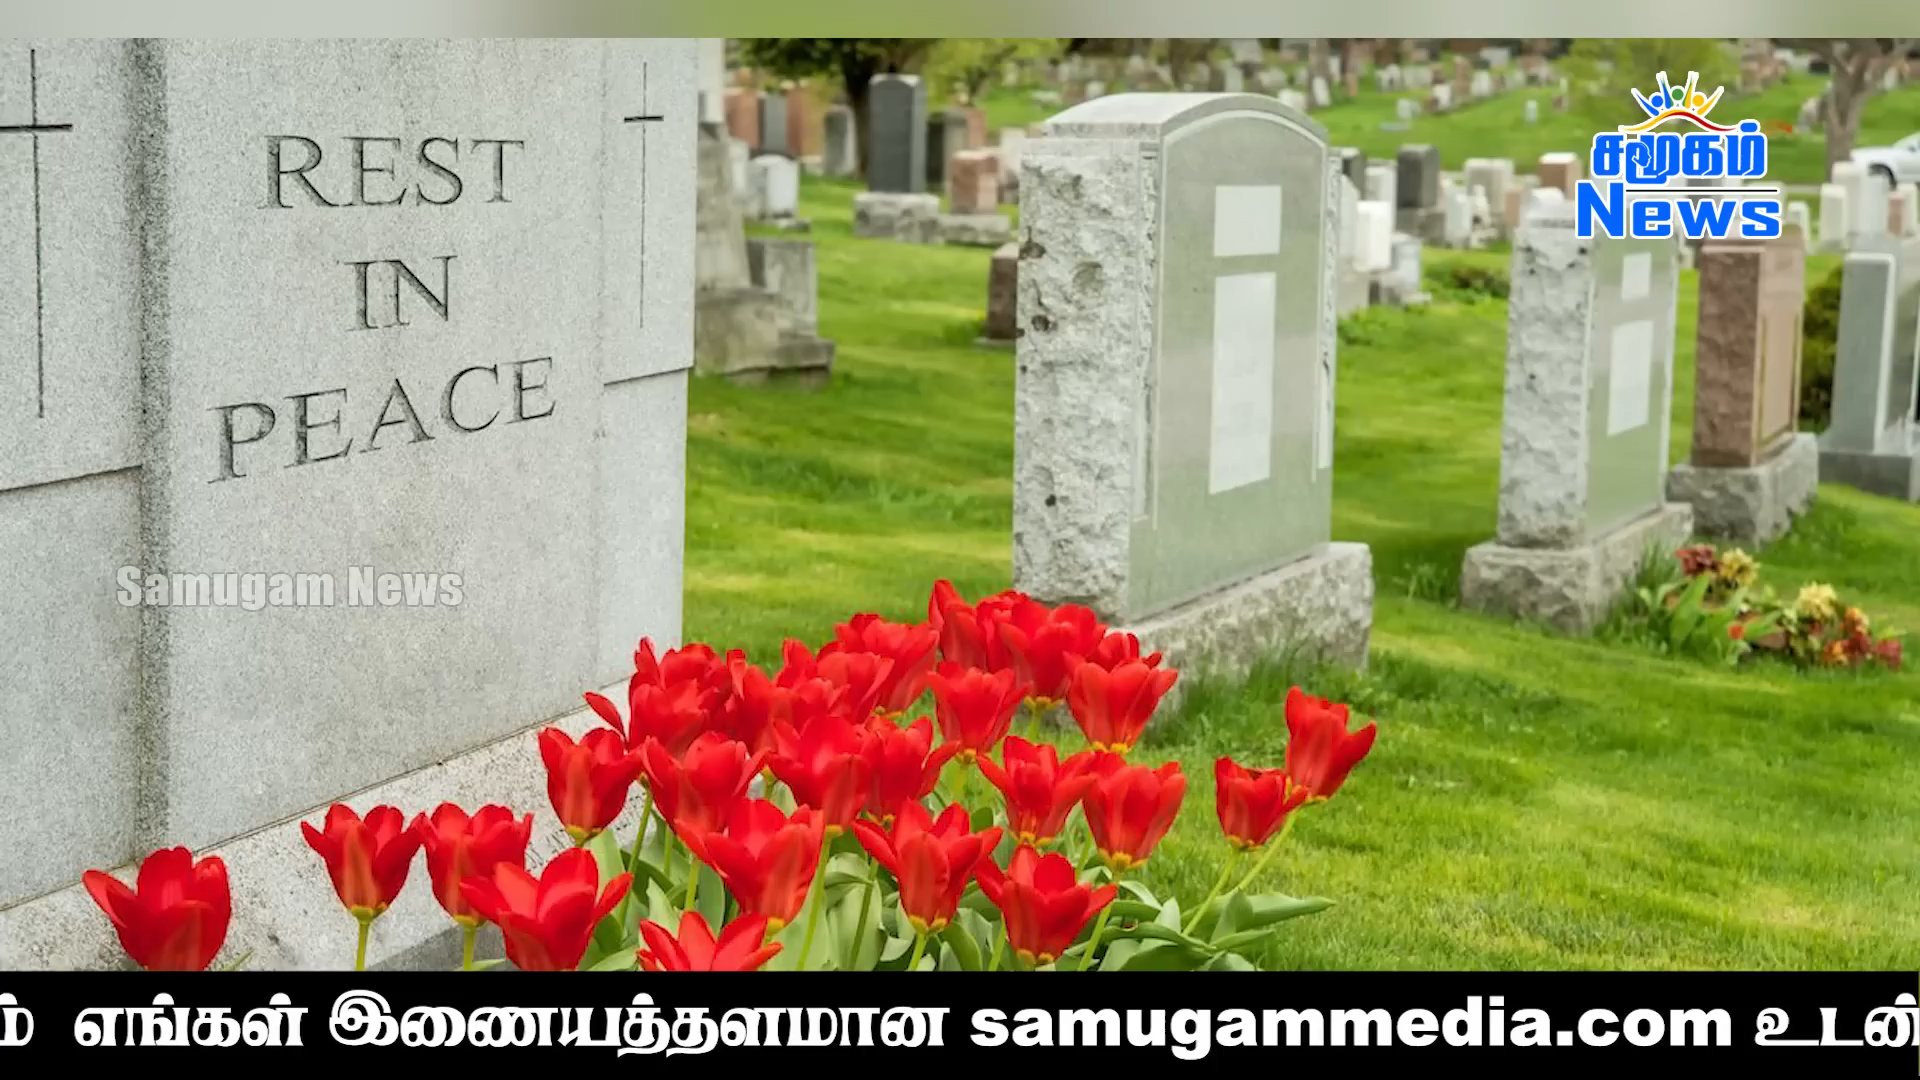 REST
IN
PEACE
சமூகம்
News
Samugam News
ம் எங்கள் இணையத்தளமான samugammedia.com உடன்